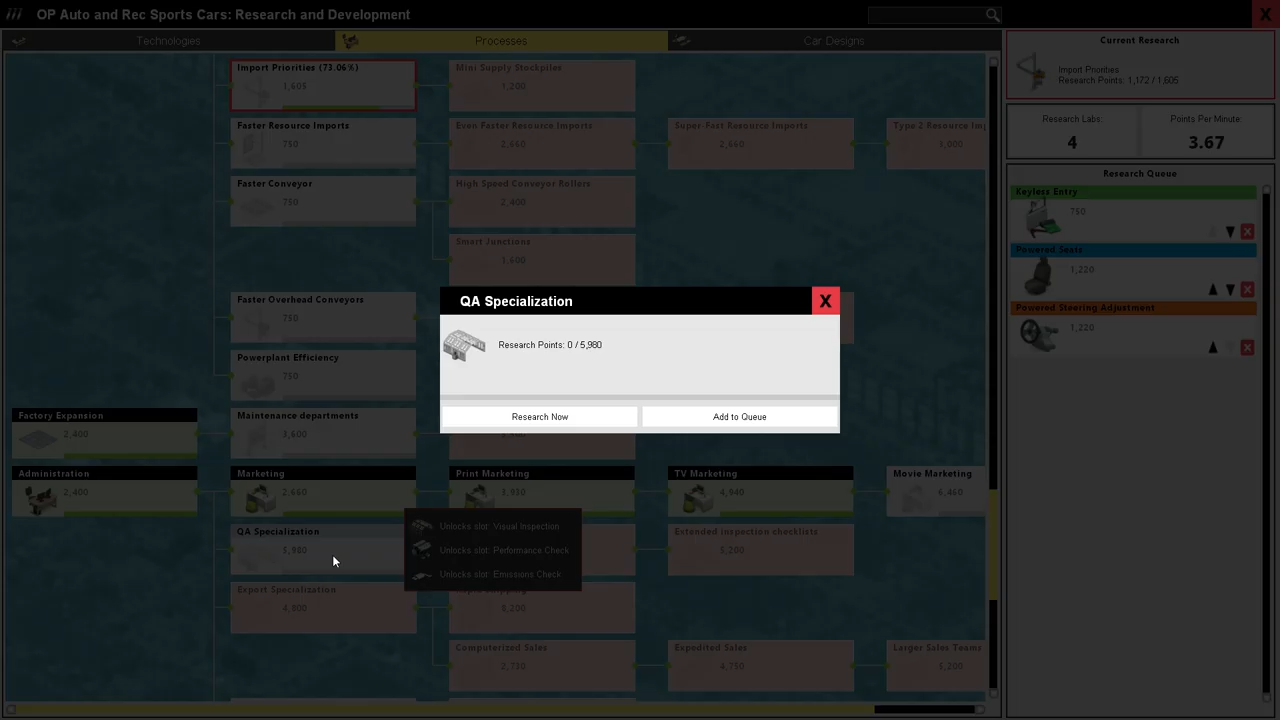 OP Auto and Rec Sports Cars: Research and Development
X
Technologies
Processes
Car Designs
Current Research
Import Priorities
Research Points: 1,172 / 1,605
Research Labs:
4
Points Per Minute:
3.67
Research Queue
Keyless Entry
750
X
Powered Seats
1,220
X
Powered Steering Adjustment
1,220
X
Import Priorities (73.06%)
1,605
Mini Supply Stockpiles
1,200
Faster Resource Imports
750
Even Faster Resource Imports
2,660
Super-Fast Resource Imports
2,660
Type 2 Resource Imp
Faster Conveyor
750
High Speed Conveyor Rollers
2,400
Smart Junctions
1,600
Faster Overhead Conveyors
750
Powerplant Efficiency
750
Factory Expansion
2,400
Maintenance departments
3,600
Administration
2,400
Marketing
2,660
Print Marketing
3,930
TV Marketing
4,940
Movie Marketing
6,460
QA Specialization
5,980
Extended inspection checklists
5,200
Export Specialization
4,800
Computerized Sales
2,730
Expedited Sales
4,750
Larger Sales Teams
5,200
QA Specialization
X
Research Points: 0 / 5,980
Research Now
Add to Queue
Unlocks slot: Visual Inspection
Unlocks slot: Performance Check
Unlocks slot: Emissions Check